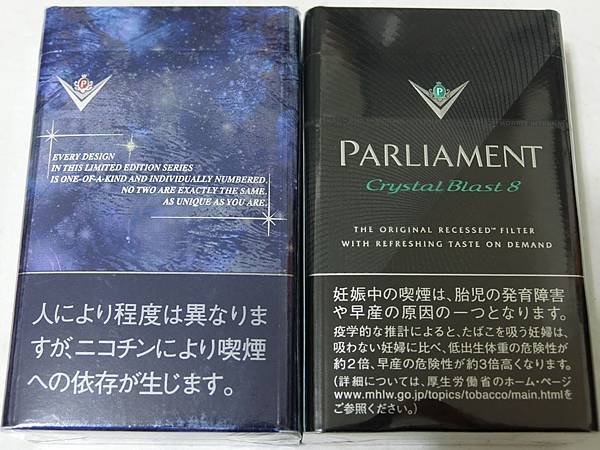 P
EVERY DESIGN
IN THIS LIMITED EDITION SERIES
IS ONE-OF-A-KIND AND INDIVIDUALLY NUMBERED.
NO TWO ARE EXACTLY THE SAME.
AS UNIQUE AS YOU ARE.
人により程度は異なりま
すが、ニコチンにより喫煙
への依存が生じます。
P
PARLIAMENT
Crystal Blast 8
THE ORIGINAL RECESSED™ FILTER
WITH REFRESHING TASTE ON DEMAND
妊娠中の喫煙は、胎児の発育障害
や早産の原因の一つとなります。
疫学的な推計によると、たばこを吸う妊婦は、
吸わない妊婦に比べ、低出生体重の危険性が
約2倍、早産の危険性が約3倍高くなります。
(詳細については、厚生労働省のホーム・ページ
www.mhlw.go.jp/topics/tobacco/main.htmlを
ご参照ください。)